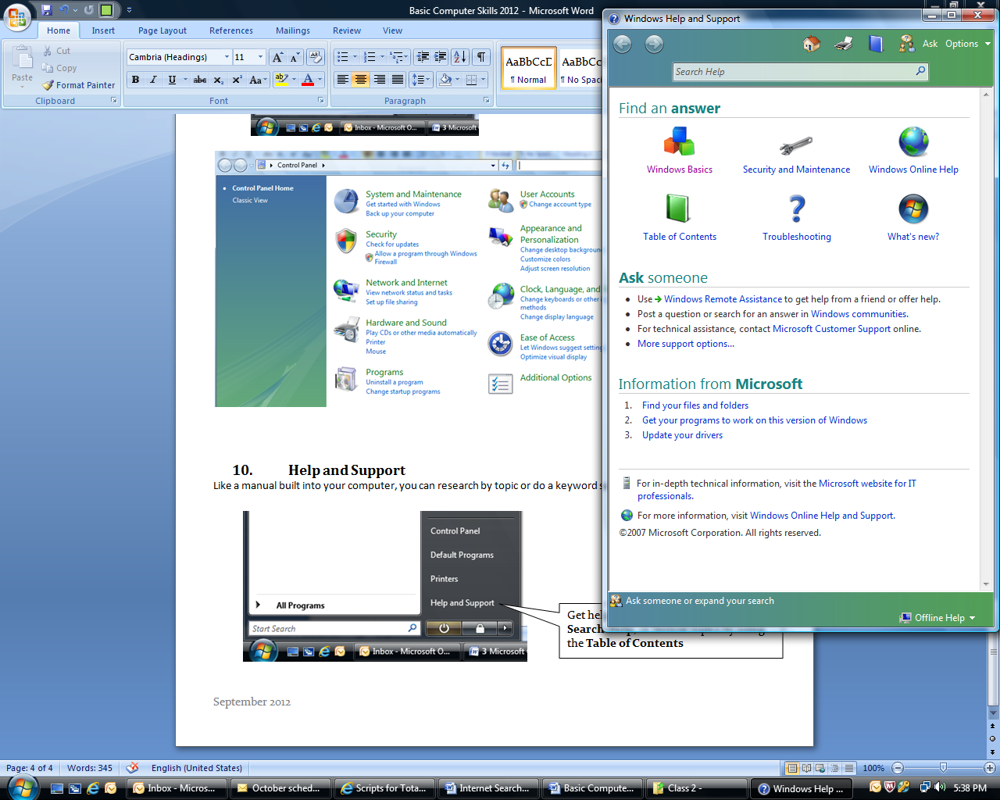 Basic Computer Skills 2012 - Microsoft Word
Home Insert Page Layout References Mailings Review View
Paste
Cut
Copy
Format Painter
Clipboard
Cambria (Headings) 11
Font
Paragraph
AaBbCcD
¶ Normal
AaBbCcD
¶ No Spaci
Inbox - Microsoft O... 3 Microsoft
Control Panel
Control Panel Home
Classic View
System and Maintenance
Get started with Windows
Back up your computer
Security
Check for updates
Allow a program through Windows
Firewall
Network and Internet
View network status and tasks
Set up file sharing
Hardware and Sound
Play CDs or other media automatically
Printer
Mouse
Programs
Uninstall a program
Change startup programs
User Accounts
Change account type
Appearance and
Personalization
Change desktop background
Customize colors
Adjust screen resolution
Clock, Language, and
Change keyboards or other
methods
Change display language
Ease of Access
Let Windows suggest setting
Optimize visual display
Additional Options
10. Help and Support
Like a manual built into your computer, you can research by topic or do a keyword s
Control Panel
Default Programs
Printers
Help and Support
All Programs
Start Search
Inbox - Microsoft O... 3 Microsoft
Get hel
Search
the Table of Contents
September 2012
Windows Help and Support
Ask Options
Search Help
Find an answer
Windows Basics Security and Maintenance Windows Online Help
Table of Contents Troubleshooting What's new?
Ask someone
• Use Windows Remote Assistance to get help from a friend or offer help.
• Post a question or search for an answer in Windows communities.
• For technical assistance, contact Microsoft Customer Support online.
• More support options...
Information from Microsoft
1. Find your files and folders
2. Get your programs to work on this version of Windows
3. Update your drivers
For in-depth technical information, visit the Microsoft website for IT
professionals.
For more information, visit Windows Online Help and Support.
©2007 Microsoft Corporation. All rights reserved.
Ask someone or expand your search
Offline Help
Page: 4 of 4 Words: 345 English (United States) 100%
Inbox - Micros... October sched... Scripts for Tota... Internet Search... Basic Compute... Class 2 - Windows Help ... 5:38 PM